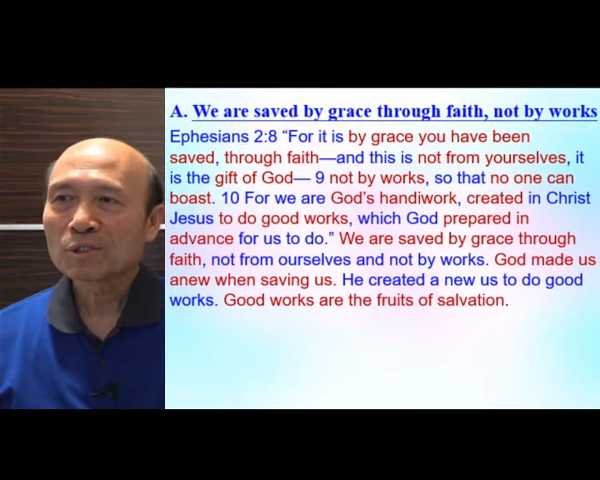 A. We are saved by grace through faith, not by works
Ephesians 2:8 “For it is by grace you have been
saved, through faith—and this is not from yourselves, it
is the gift of God— 9 not by works, so that no one can
boast. 10 For we are God’s handiwork, created in Christ
Jesus to do good works, which God prepared in
advance for us to do.” We are saved by grace through
faith, not from ourselves and not by works. God made us
anew when saving us. He created a new us to do good
works. Good works are the fruits of salvation.